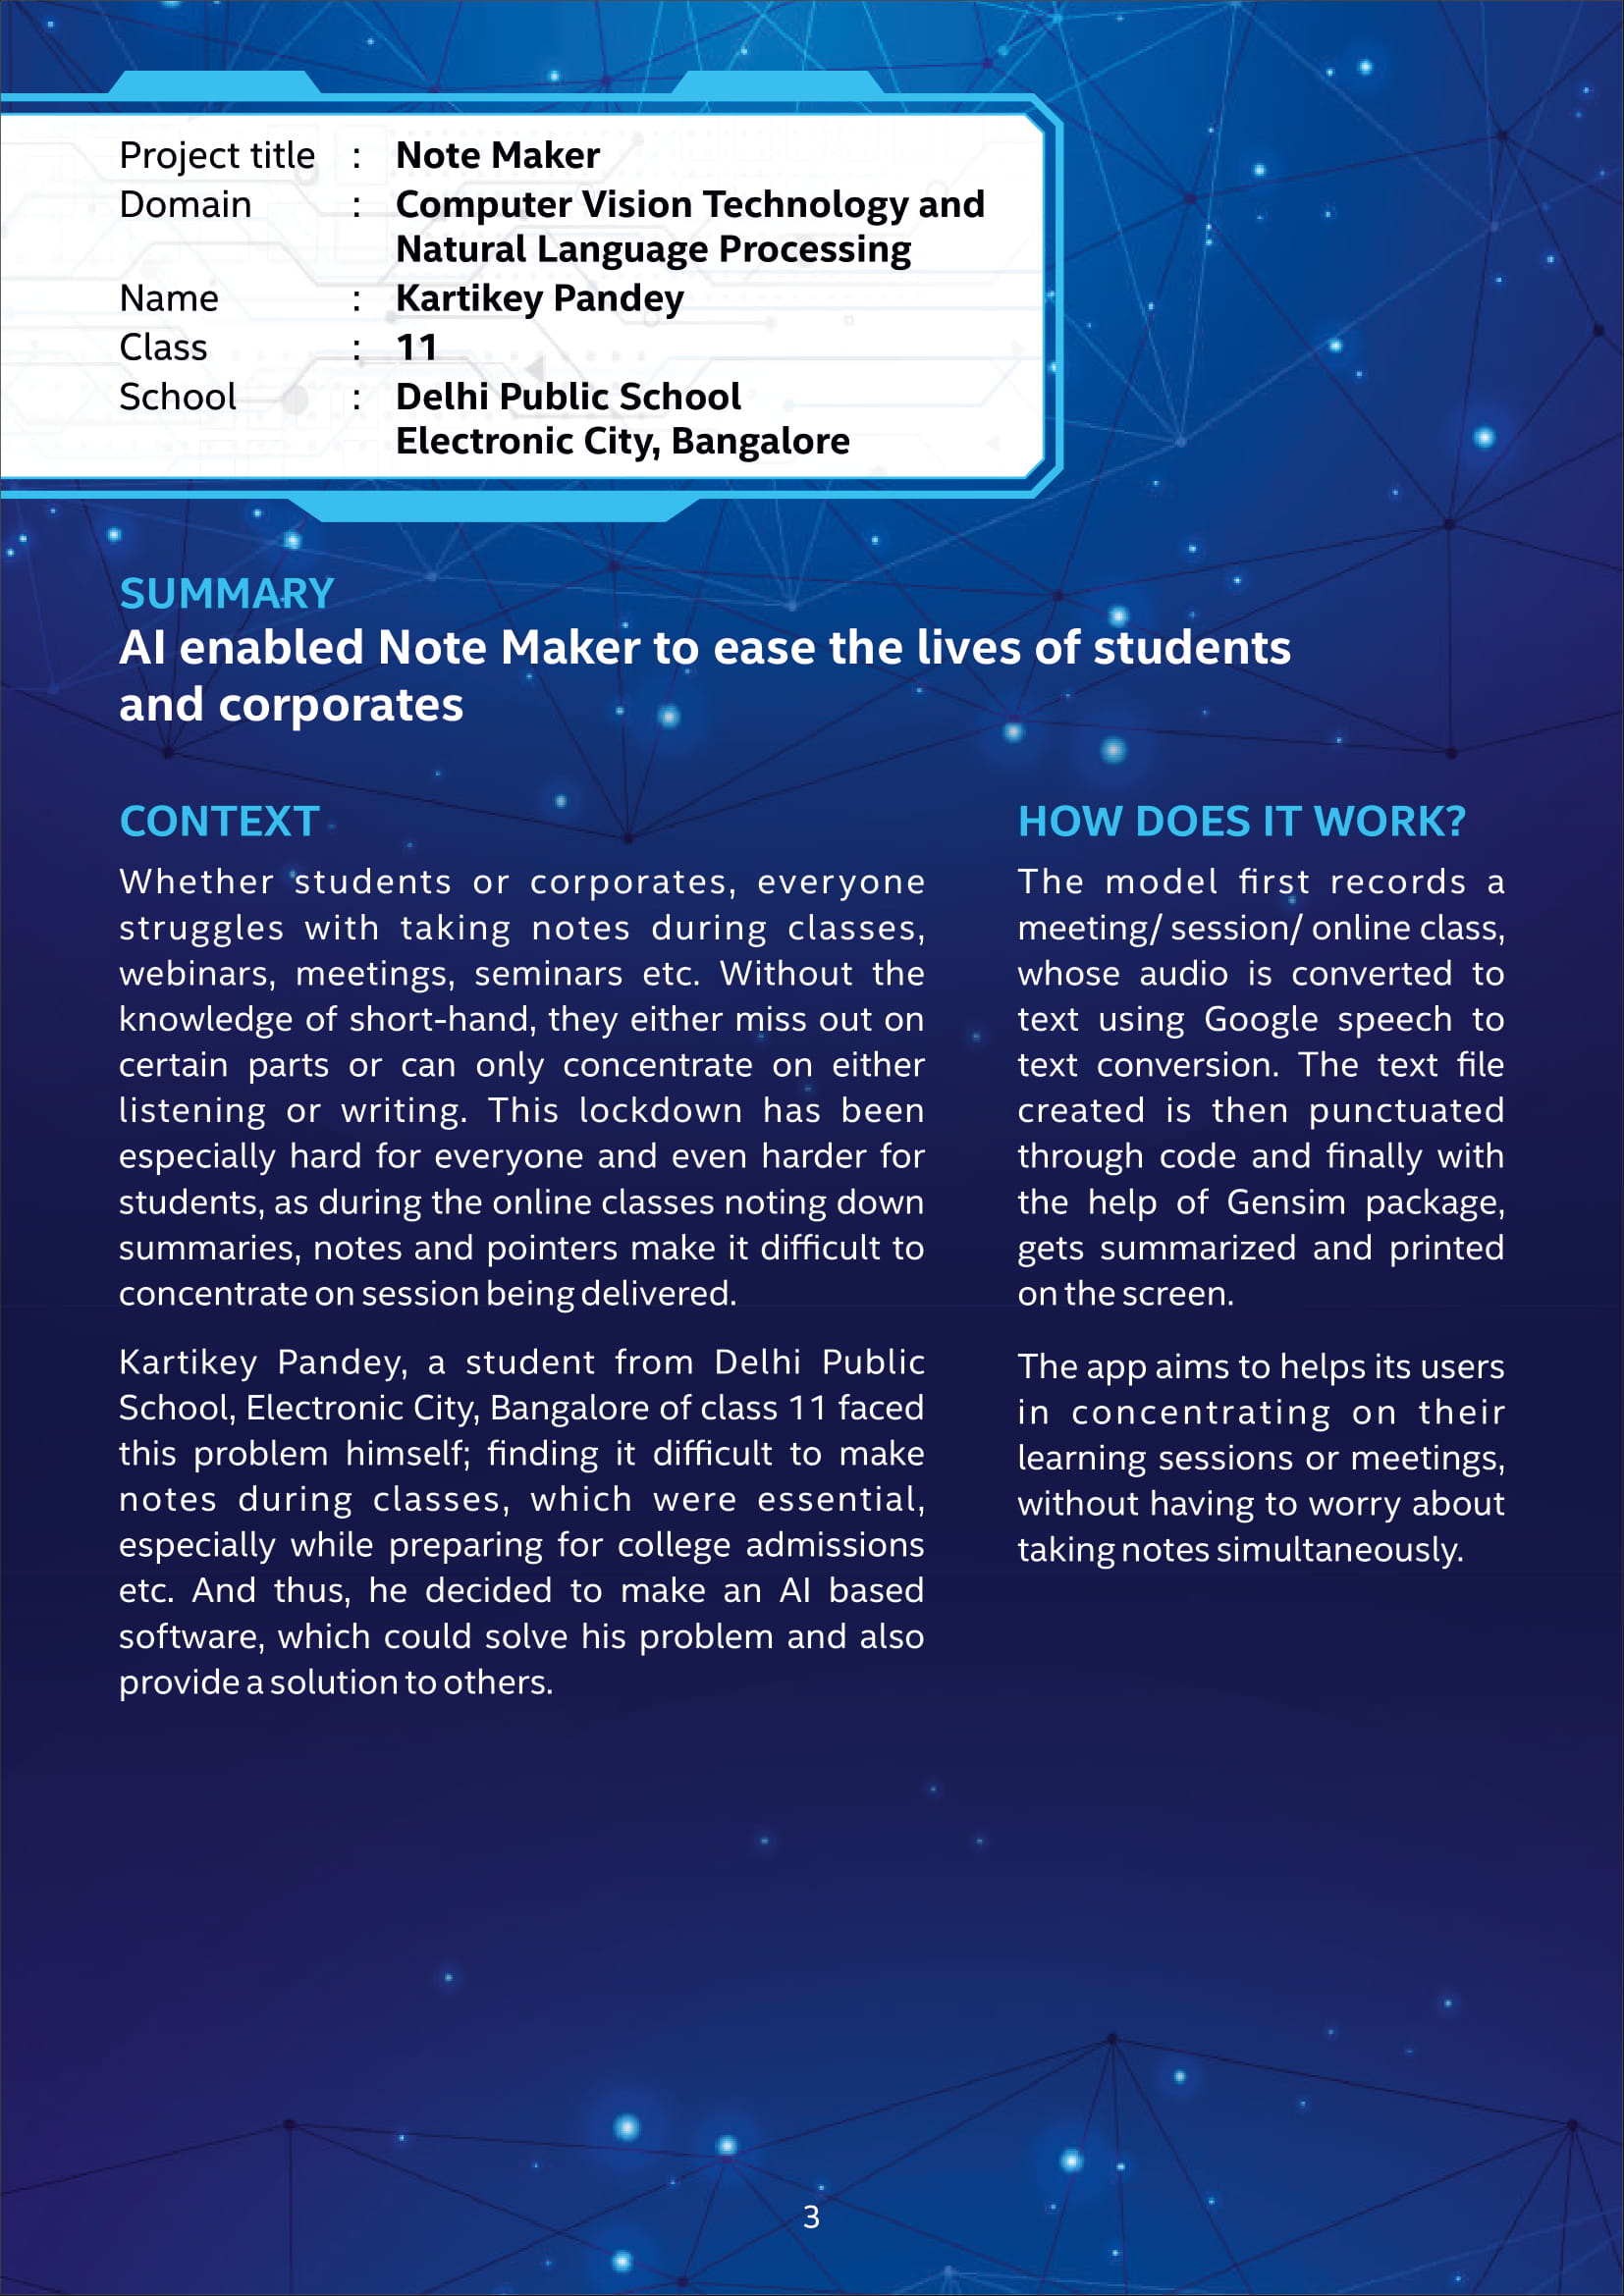 Project title : Note Maker
Domain : Computer Vision Technology and
Natural Language Processing
Name : Kartikey Pandey
Class : 11
School : Delhi Public School
Electronic City, Bangalore
SUMMARY
AI enabled Note Maker to ease the lives of students
and corporates
CONTEXT
Whether students or corporates, everyone
struggles with taking notes during classes,
webinars, meetings, seminars etc. Without the
knowledge of short-hand, they either miss out on
certain parts or can only concentrate on either
listening or writing. This lockdown has been
especially hard for everyone and even harder for
students, as during the online classes noting down
summaries, notes and pointers make it difficult to
concentrate on session being delivered.
Kartikey Pandey, a student from Delhi Public
School, Electronic City, Bangalore of class 11 faced
this problem himself; finding it difficult to make
notes during classes, which were essential,
especially while preparing for college admissions
etc. And thus, he decided to make an AI based
software, which could solve his problem and also
provide a solution to others.
HOW DOES IT WORK?
The model first records a
meeting/ session/ online class,
whose audio is converted to
text using Google speech to
text conversion. The text file
created is then punctuated
through code and finally with
the help of Gensim package,
gets summarized and printed
on the screen.
The app aims to helps its users
in concentrating on their
learning sessions or meetings,
without having to worry about
taking notes simultaneously.
3